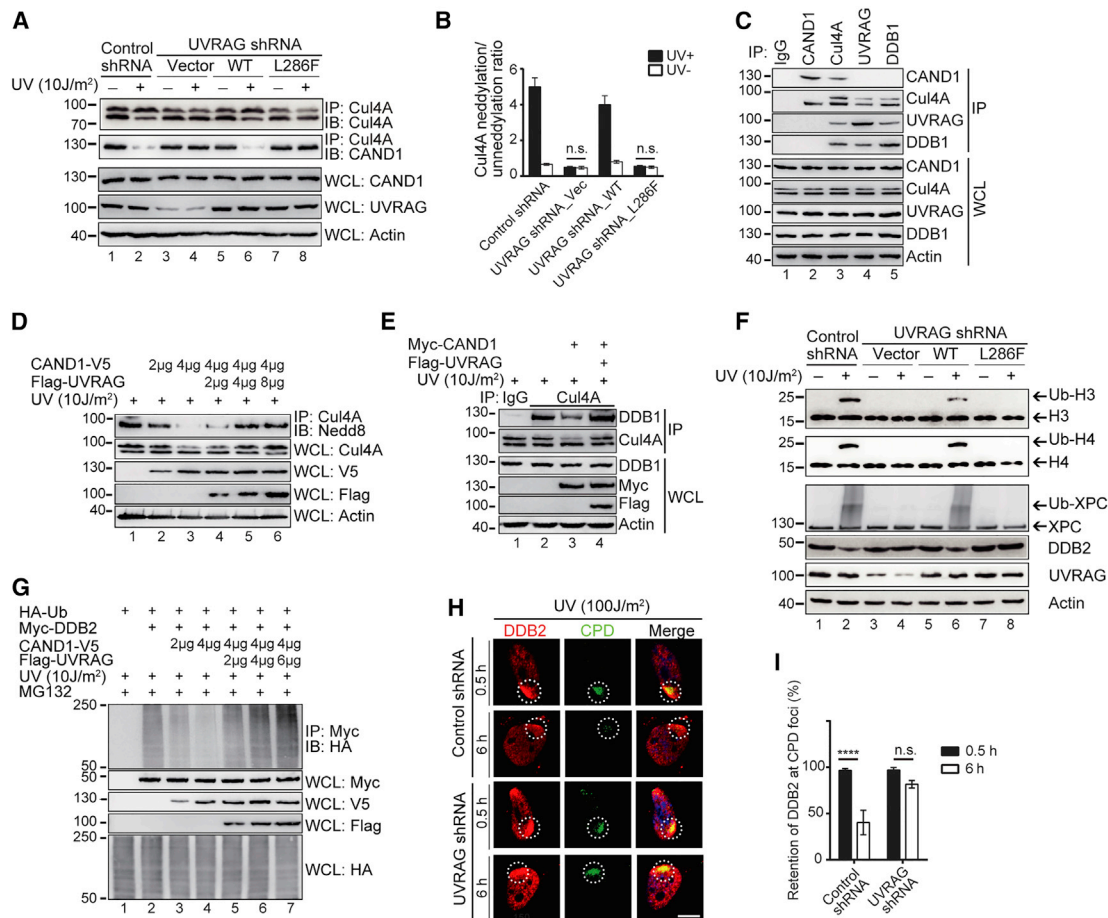 A
Control shRNA
UVRAG shRNA
Vector WT L286F
UV (10J/m²) – + – + – + – +
100
70
IP: Cul4A
IB: Cul4A
130
IP: Cul4A
IB: CAND1
130 WCL: CAND1
100 WCL: UVRAG
40 WCL: Actin
1 2 3 4 5 6 7 8
B
Cul4A neddylation/
unneddylation ratio
UV+
UV-
6
4
2
0
n.s.
n.s.
Control shRNA
UVRAG shRNA_Vec
UVRAG shRNA_WT
UVRAG shRNA_L286F
C
IP: IgG CAND1 Cul4A UVRAG DDB1
130 CAND1
100 Cul4A
100 UVRAG
130 DDB1
IP
130 CAND1
100 Cul4A
100 UVRAG
130 DDB1
40 Actin
WCL
1 2 3 4 5
D
CAND1-V5 2μg 4μg 4μg 4μg 4μg
Flag-UVRAG 2μg 4μg 8μg
UV (10J/m²) + + + + + +
100
IP: Cul4A
IB: Nedd8
100 WCL: Cul4A
130 WCL: V5
100 WCL: Flag
40 WCL: Actin
1 2 3 4 5 6
E
Myc-CAND1 + +
Flag-UVRAG +
UV (10J/m²) + + + +
IP: IgG Cul4A
130 DDB1
100 Cul4A
IP
130 DDB1
130 Myc
100 Flag
40 Actin
WCL
1 2 3 4
F
Control shRNA
UVRAG shRNA
Vector WT L286F
UV (10J/m²) – + – + – + – +
25 Ub-H3
15 H3
25 Ub-H4
15 H4
Ub-XPC
130 XPC
50 DDB2
100 UVRAG
40 Actin
1 2 3 4 5 6 7 8
G
HA-Ub + + + + + + +
Myc-DDB2 + + + + + +
CAND1-V5 2μg 4μg 4μg 4μg 4μg
Flag-UVRAG 2μg 4μg 6μg
UV (10J/m²) + + + + + + +
MG132 + + + + + + +
250
50
IP: Myc
IB: HA
50 WCL: Myc
130 WCL: V5
100 WCL: Flag
250
50
WCL: HA
1 2 3 4 5 6 7
H
UV (100J/m²)
DDB2 CPD Merge
Control shRNA
0.5 h
6 h
UVRAG shRNA
0.5 h
6 h
I
Retention of DDB2 at CPD foci (%)
0.5 h
6 h
100
50
0
****
n.s.
Control shRNA
UVRAG shRNA